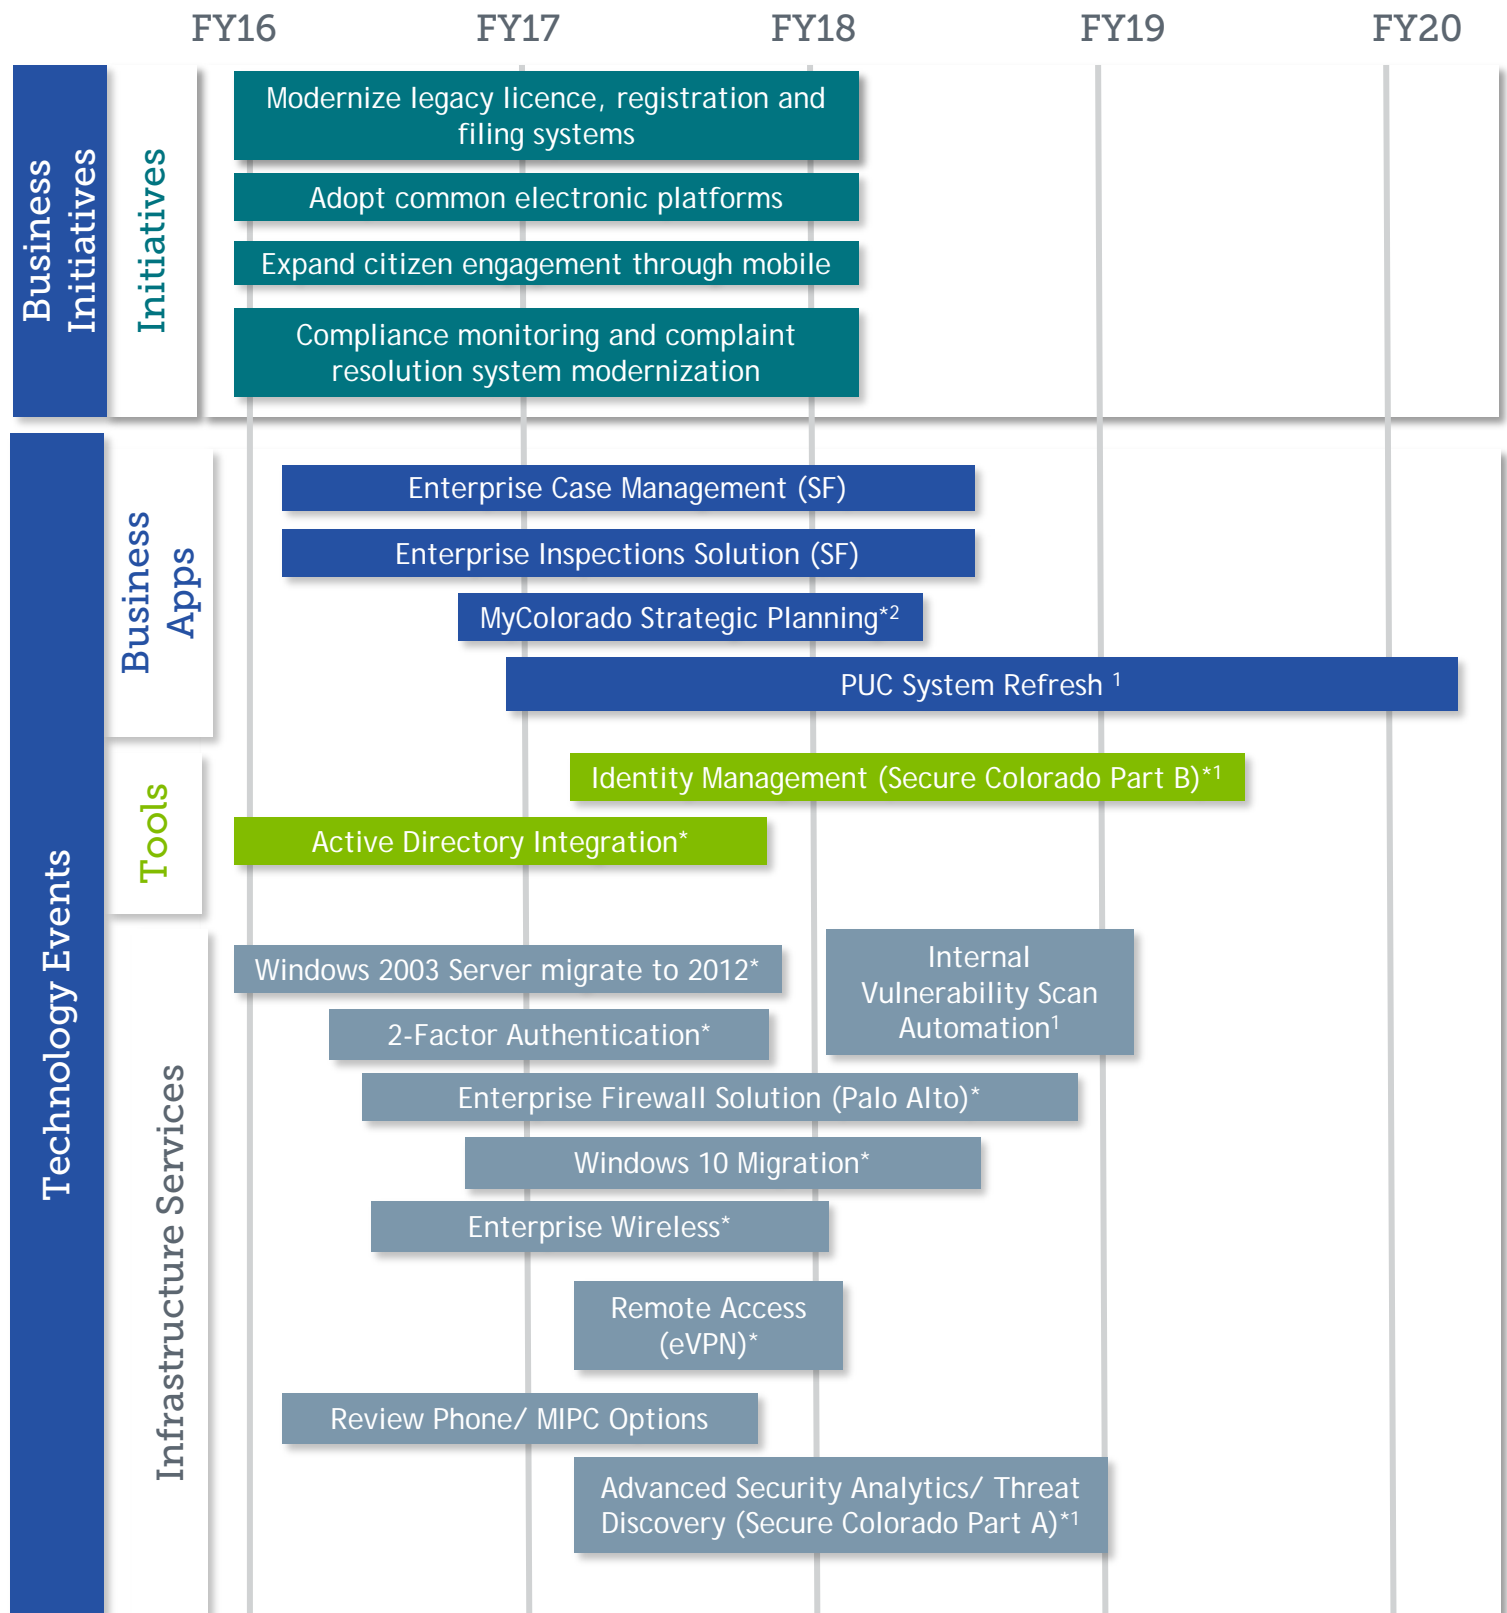 FY16 FY17 FY18 FY19 FY20
Business
Initiatives
Initiatives
Modernize legacy licence, registration and
filing systems
Adopt common electronic platforms
Expand citizen engagement through mobile
Compliance monitoring and complaint
resolution system modernization
Technology Events
Business
Apps
Enterprise Case Management (SF)
Enterprise Inspections Solution (SF)
MyColorado Strategic Planning*2
PUC System Refresh 1
Tools
Identity Management (Secure Colorado Part B)*1
Active Directory Integration*
Infrastructure Services
Windows 2003 Server migrate to 2012*
Internal
Vulnerability Scan
Automation1
2-Factor Authentication*
Enterprise Firewall Solution (Palo Alto)*
Windows 10 Migration*
Enterprise Wireless*
Remote Access
(eVPN)*
Review Phone/ MIPC Options
Advanced Security Analytics/ Threat
Discovery (Secure Colorado Part A)*1